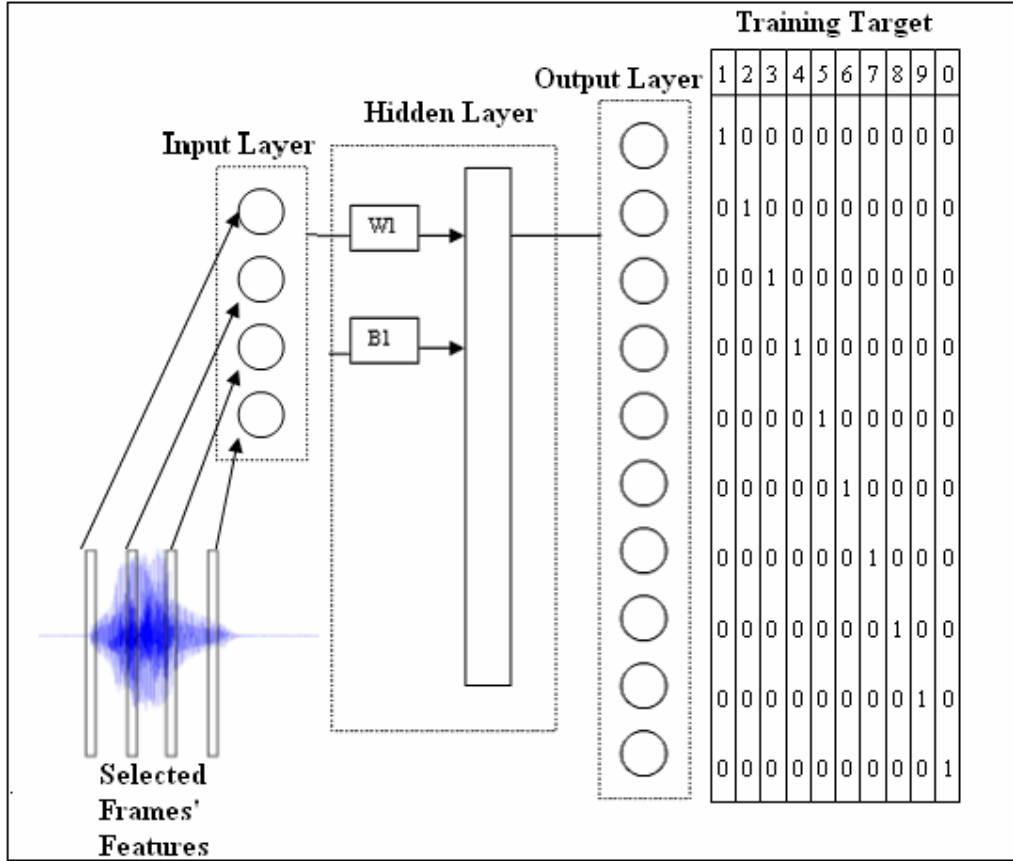 Training Target
Output Layer
Hidden Layer
Input Layer
W1
B1
1 2 3 4 5 6 7 8 9 0
1 0 0 0 0 0 0 0 0 0
0 1 0 0 0 0 0 0 0 0
0 0 1 0 0 0 0 0 0 0
0 0 0 1 0 0 0 0 0 0
0 0 0 0 1 0 0 0 0 0
0 0 0 0 0 1 0 0 0 0
0 0 0 0 0 0 1 0 0 0
0 0 0 0 0 0 0 1 0 0
0 0 0 0 0 0 0 0 1 0
0 0 0 0 0 0 0 0 0 1
Selected
Frames'
Features